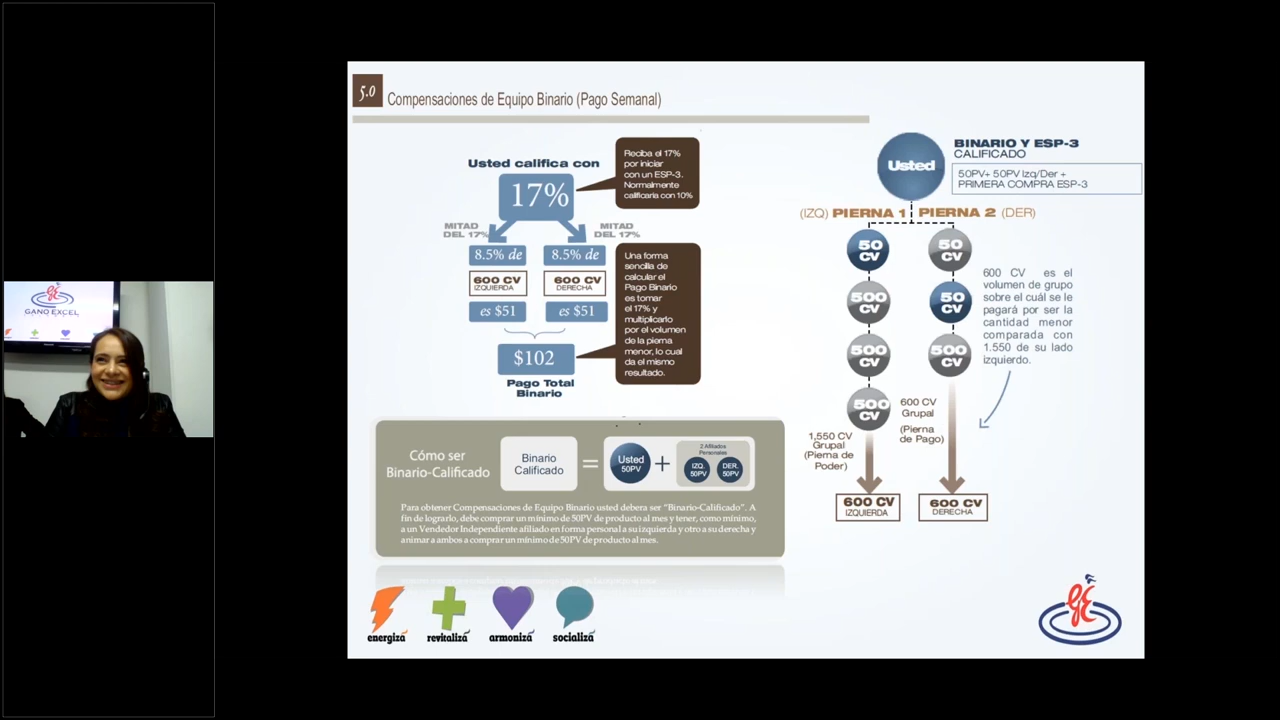 5.0
Compensaciones de Equipo Binario (Pago Semanal)
Usted califica con
17%
Reciba el 17%
por iniciar
con un ESP-3.
Normalmente
calificaría con 10%
MITAD
DEL 17%
MITAD
DEL 17%
8.5% de
8.5% de
600 CV
IZQUIERDA
600 CV
DERECHA
es $51
es $51
$102
Pago Total
Binario
Una forma
sencilla de
calcular el
Pago Binario
es tomar
el 17% y
multiplicarlo
por el volumen
de la pierna
menor, lo cual
da el mismo
resultado.
Usted
BINARIO Y ESP-3
CALIFICADO
50PV+ 50PV Izq/Der +
PRIMERA COMPRA ESP-3
(IZQ) PIERNA 1
PIERNA 2 (DER)
50
CV
50
CV
500
CV
50
CV
500
CV
500
CV
500
CV
600 CV es el
volumen de grupo
sobre el cuál se le
pagará por ser la
cantidad menor
comparada con
1.550 de su lado
izquierdo.
600 CV
Grupal
(Pierna
de Pago)
1,550 CV
Grupal
(Pierna de
Poder)
600 CV
IZQUIERDA
600 CV
DERECHA
Cómo ser
Binario-Calificado
Binario
Calificado
=
Usted
50PV
+
2 Afiliados
Personales
IZQ.
50PV
DER.
50PV
Para obtener Compensaciones de Equipo Binario usted debera ser "Binario-Calificado". A
fin de lograrlo, debe comprar un mínimo de 50PV de producto al mes y tener, como mínimo,
a un Vendedor Independiente afiliado en forma personal a su izquierda y otro a su derecha y
animar a ambos a comprar un mínimo de 50PV de producto al mes.
energizá
revitalizá
armonizá
socializá
GE
GANO EXCEL